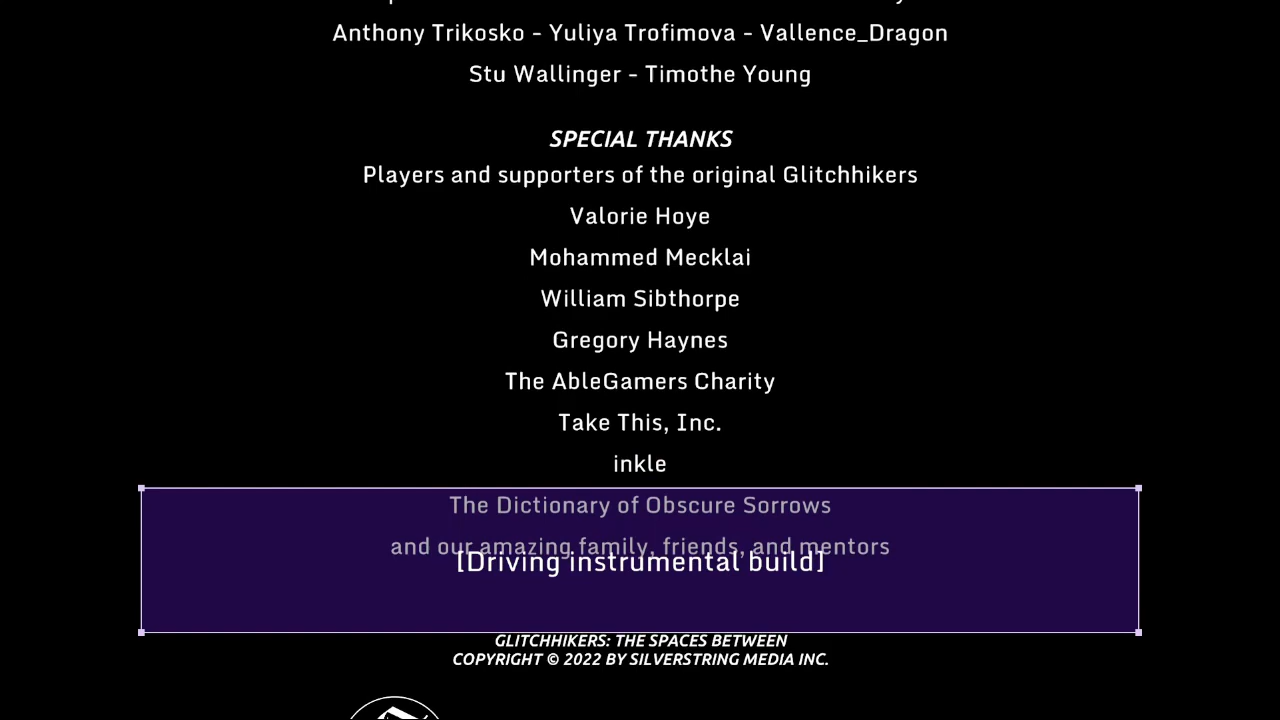 Anthony Trikosko - Yuliya Trofimova - Vallence_Dragon
Stu Wallinger - Timothe Young
SPECIAL THANKS
Players and supporters of the original Glitchhikers
Valorie Hoye
Mohammed Mecklai
William Sibthorpe
Gregory Haynes
The AbleGamers Charity
Take This, Inc.
inkle
The Dictionary of Obscure Sorrows
and our amazing family, friends, and mentors
[Driving instrumental build]
GLITCHHIKERS: THE SPACES BETWEEN
COPYRIGHT © 2022 BY SILVERSTRING MEDIA INC.